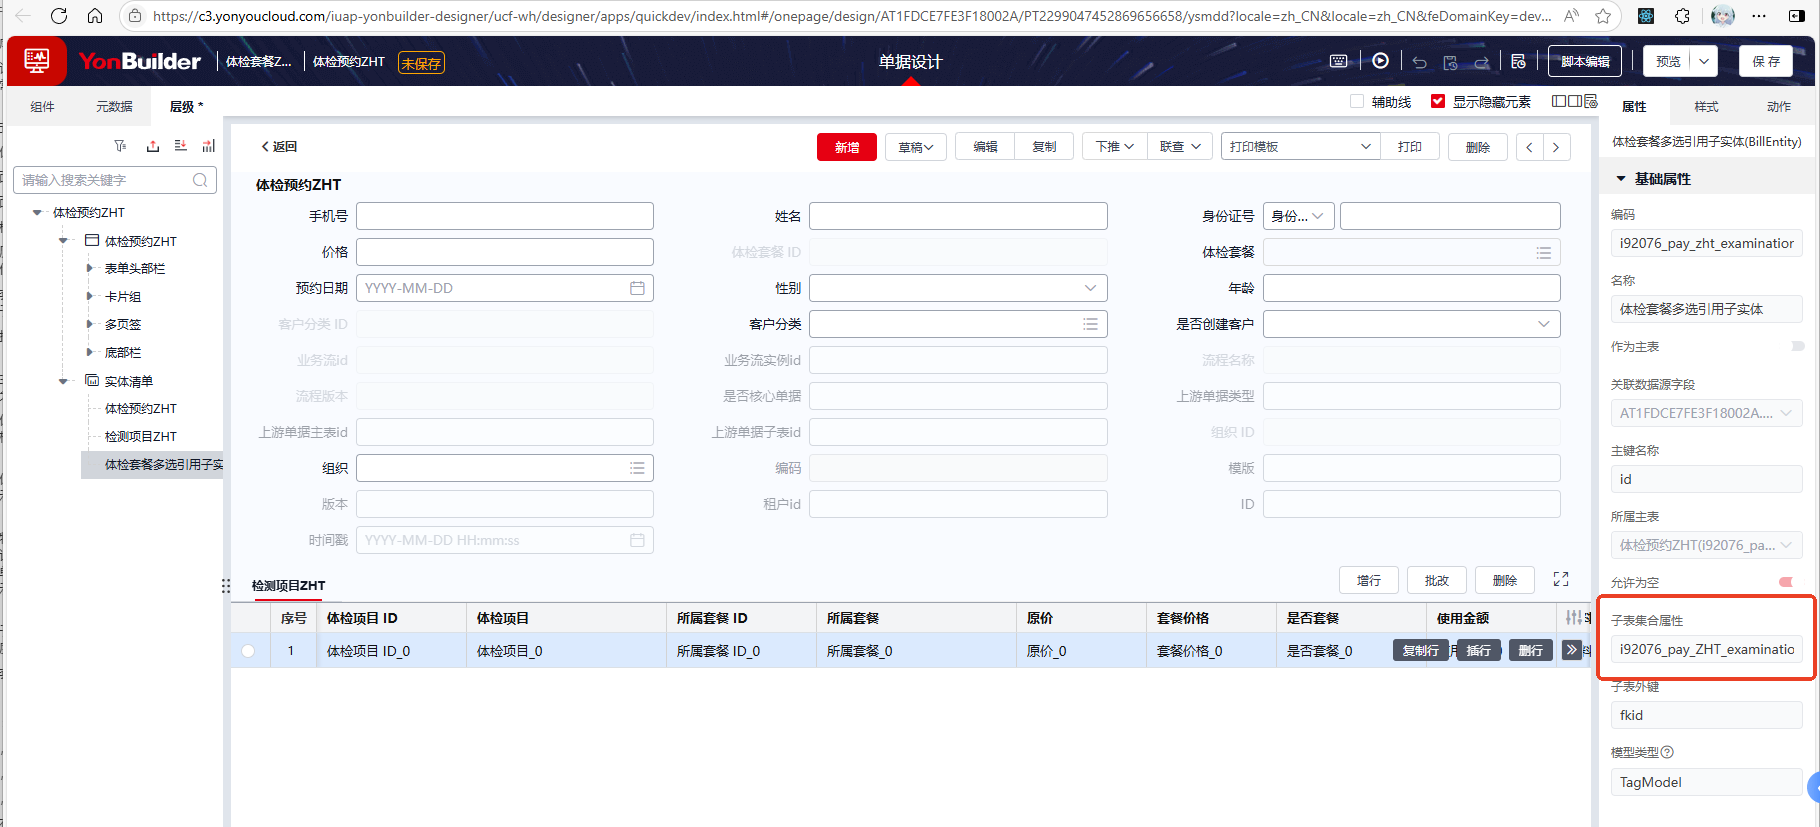 https://c3.yonyoucloud.com/iuap-yonbuilder-designer/ucf-wh/designer/apps/quickdev/index.html#/onepage/design/AT1FDCE7FE3F18002A/PT2299047452869656658/ysmdd?locale=zh_CN&locale=zh_CN&feDomainKey=dev...
YonBuilder 体检套餐Z... 体检预约ZHT 未保存 单据设计 脚本编辑 预览 保存
组件 元数据 层级 * 辅助线 显示隐藏元素 属性 样式 动作
请输入搜索关键字
体检预约ZHT
体检预约ZHT
表单头部栏
卡片组
多页签
底部栏
实体清单
体检预约ZHT
检测项目ZHT
体检套餐多选引用子实
返回 新增 草稿 编辑 复制 下推 联查 打印模板 打印 删除
体检预约ZHT
手机号 姓名 身份证号 身份...
价格 体检套餐 ID 体检套餐
预约日期 YYYY-MM-DD 性别 年龄
客户分类 ID 客户分类 是否创建客户
业务流id 业务流实例id 流程名称
流程版本 是否核心单据 上游单据类型
上游单据主表id 上游单据子表id 组织 ID
组织 编码 模版
版本 租户id ID
时间戳 YYYY-MM-DD HH:mm:ss
检测项目ZHT 增行 批改 删除
序号 体检项目 ID 体检项目 所属套餐 ID 所属套餐 原价 套餐价格 是否套餐 使用金额
1 体检项目 ID_0 体检项目_0 所属套餐 ID_0 所属套餐_0 原价_0 套餐价格_0 是否套餐_0 复制行 插行 删行
体检套餐多选引用子实体(BillEntity)
基础属性
编码
i92076_pay_zht_examination
名称
体检套餐多选引用子实体
作为主表
关联数据源字段
AT1FDCE7FE3F18002A....
主键名称
id
所属主表
体检预约ZHT(i92076_pa...
允许为空
子表集合属性
i92076_pay_ZHT_examinatio
子表外键
fkid
模型类型
TagModel